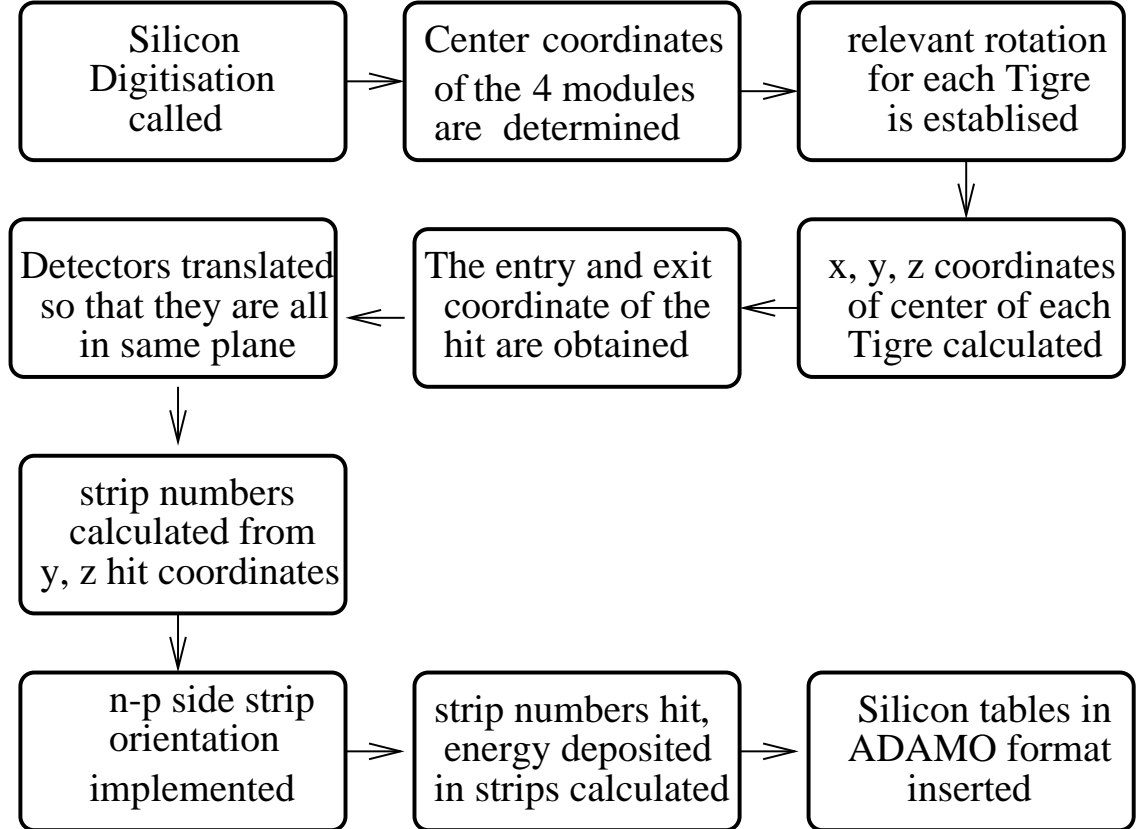 Silicon
Digitisation
called
Center coordinates
of the 4 modules
are determined
relevant rotation
for each Tigre
is establised
x, y, z coordinates
of center of each
Tigre calculated
The entry and exit
coordinate of the
hit are obtained
Detectors translated
so that they are all
in same plane
strip numbers
calculated from
y, z hit coordinates
n-p side strip
orientation
implemented
strip numbers hit,
energy deposited
in strips calculated
Silicon tables in
ADAMO format
inserted